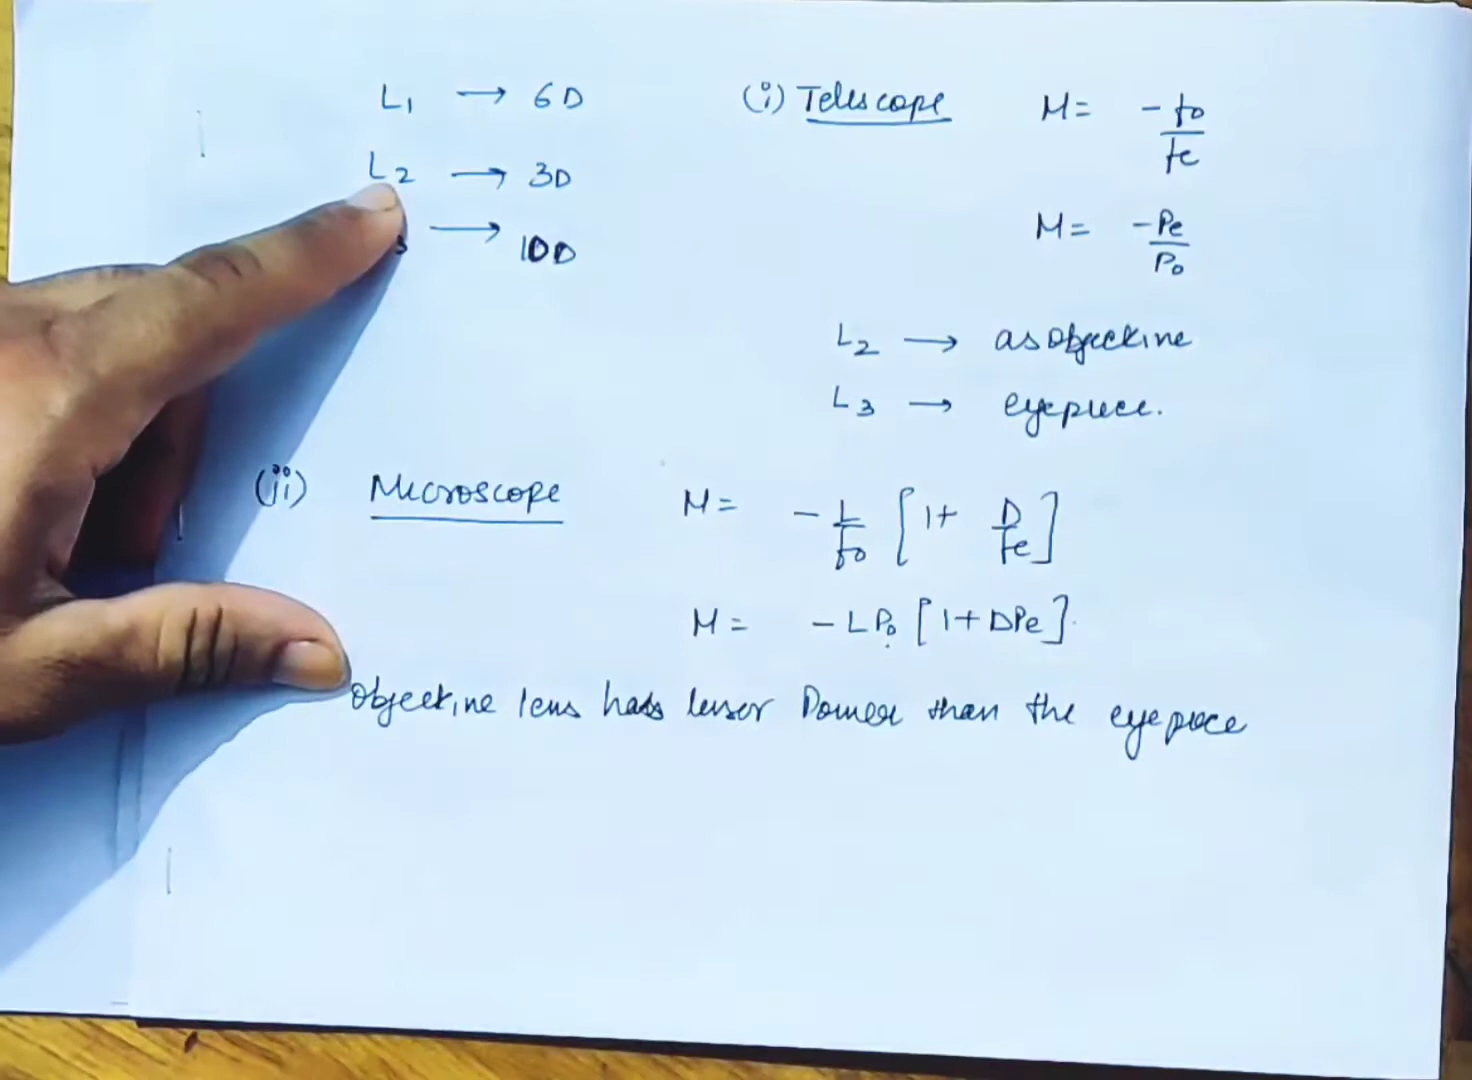 L1 → 6D
L2 → 3D
3 → 10D
(i) Telescope M = -fo/fe
M = -Pe/Po
L2 → as objective
L3 → eyepiece.
(ii) Microscope M = -L/fo [1+ D/fe]
M = -LPo [1+DPe]
objective lens has lesser Power than the eyepiece